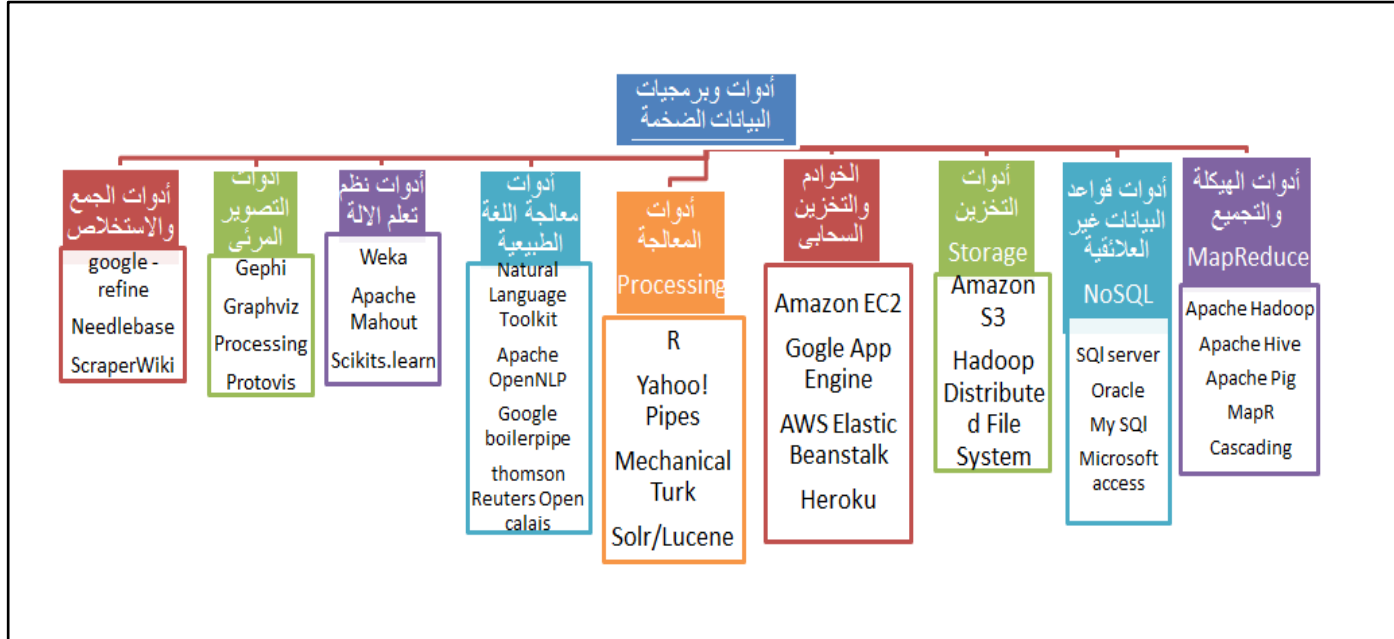 أدوات وبرمجيات
البيانات الضخمة
أدوات الهيكلة
والتجميع
MapReduce
Apache Hadoop
Apache Hive
Apache Pig
MapR
Cascading
أدوات قواعد
البيانات غير
العلائقية
NoSQL
SQl server
Oracle
My SQl
Microsoft
access
أدوات
التخزين
Storage
Amazon
S3
Hadoop
Distribute
d File
System
الخوادم
والتخزين
السحابى
Amazon EC2
Gogle App
Engine
AWS Elastic
Beanstalk
Heroku
أدوات
المعالجة
Processing
R
Yahoo!
Pipes
Mechanical
Turk
Solr/Lucene
أدوات
معالجة اللغة
الطبيعية
Natural
Language
Toolkit
Apache
OpenNLP
Google
boilerpipe
thomson
Reuters Open
calais
أدوات نظم
تعلم الالة
Weka
Apache
Mahout
Scikits.learn
أدوات
التصوير
المرئى
Gephi
Graphviz
Processing
Protovis
أدوات الجمع
والاستخلاص
google -
refine
Needlebase
ScraperWiki